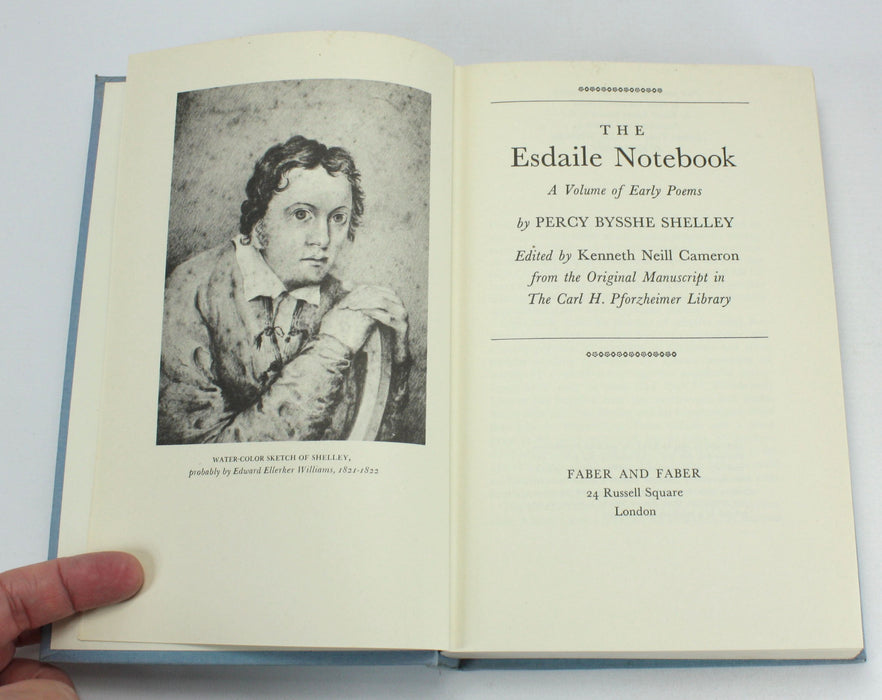 WATER-COLOR SKETCH OF SHELLEY,
probably by Edward Ellerker Williams, 1821-1822
THE
Esdaile Notebook
A Volume of Early Poems
by PERCY BYSSHE SHELLEY
Edited by Kenneth Neill Cameron
from the Original Manuscript in
The Carl H. Pforzheimer Library
FABER AND FABER
24 Russell Square
London